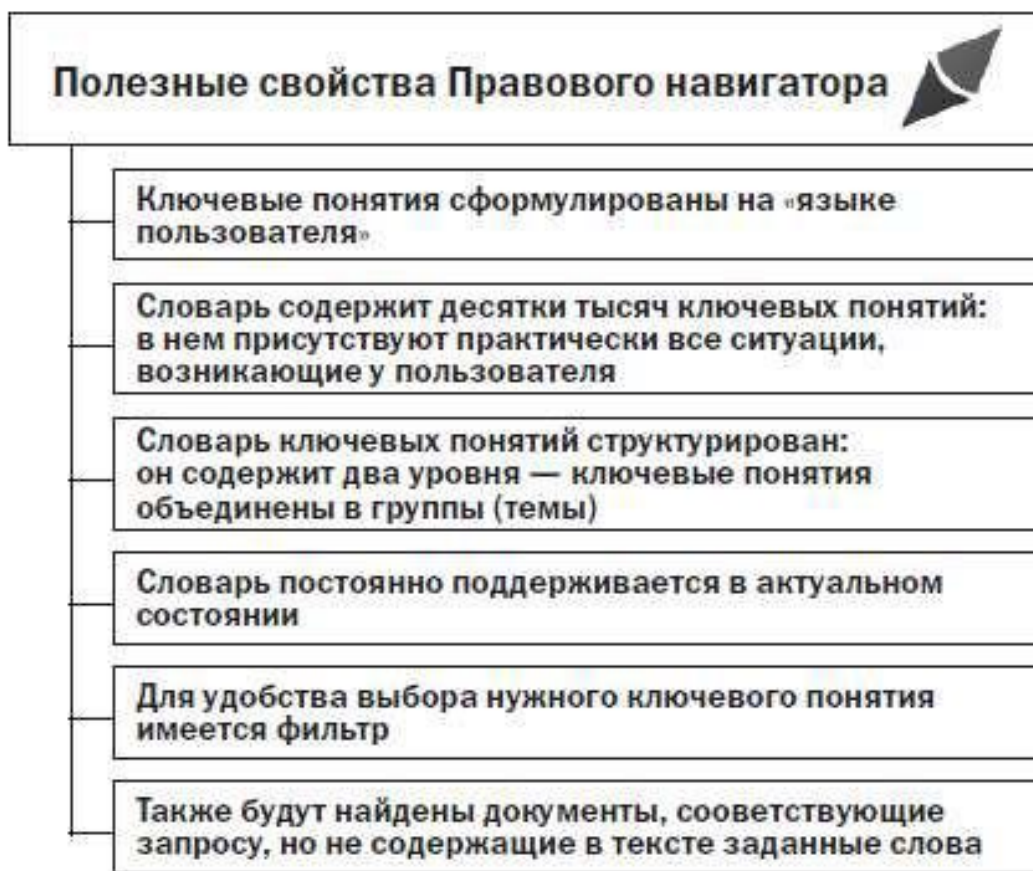 Полезные свойства Правового навигатора
Ключевые понятия сформулированы на «языке
пользователя»
Словарь содержит десятки тысяч ключевых понятий:
в нем присутствуют практически все ситуации,
возникающие у пользователя
Словарь ключевых понятий структурирован:
он содержит два уровня — ключевые понятия
объединены в группы (темы)
Словарь постоянно поддерживается в актуальном
состоянии
Для удобства выбора нужного ключевого понятия
имеется фильтр
Также будут найдены документы, сооветствующие
запросу, но не содержащие в тексте заданные слова